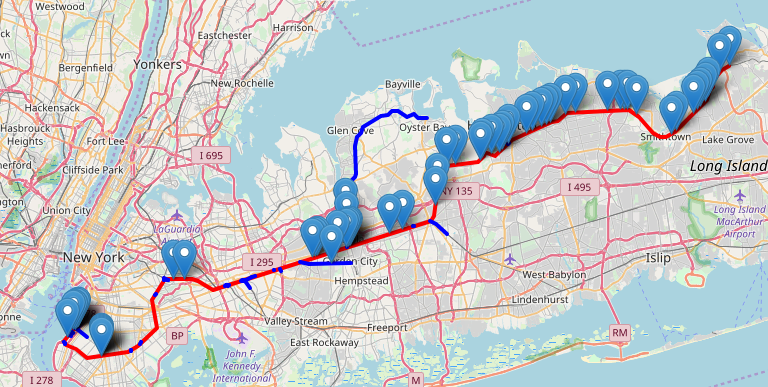 Woodstock
Harrison
Eastchester
Yonkers
Bergenfield
New Rochelle
Bayville
Hackensack
Hasbrouck
Heights
Fort Lee
Glen Cove
Oyster Bay
I 695
Cliffside Park
Lake Grove
Long Island
NY 135
I 495
Union City
LaGuardia
Long Island
MacArthur
Airport
New York
I 295
Garden City
Islip
Hempstead
West-Babylon
Lindenhurst
Valley-Stream
Freeport
BP
East Rockaway
RM
John F.
Kennedy
International
I 278
M